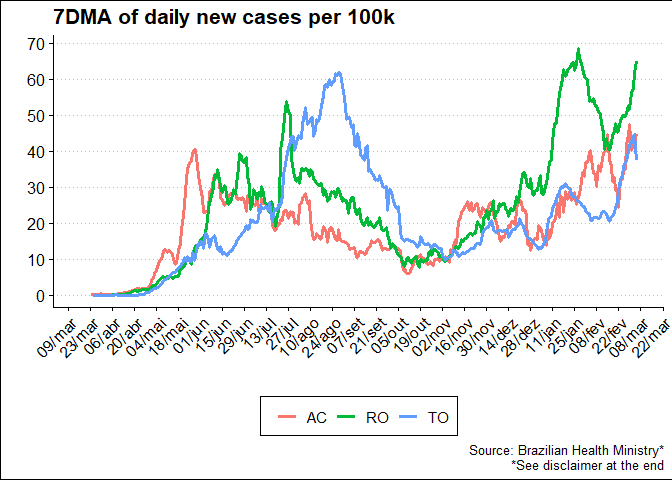 7DMA of daily new cases per 100k
70
60
50
40
30
20
10
0
09/mar
23/mar
06/abr
20/abr
04/mai
18/mai
01/jun
15/jun
29/jun
13/jul
27/jul
10/ago
24/ago
07/set
21/set
05/out
19/out
02/nov
16/nov
30/nov
14/dez
28/dez
11/jan
25/jan
08/fev
22/fev
08/mar
22/mar
AC RO TO
Source: Brazilian Health Ministry*
*See disclaimer at the end